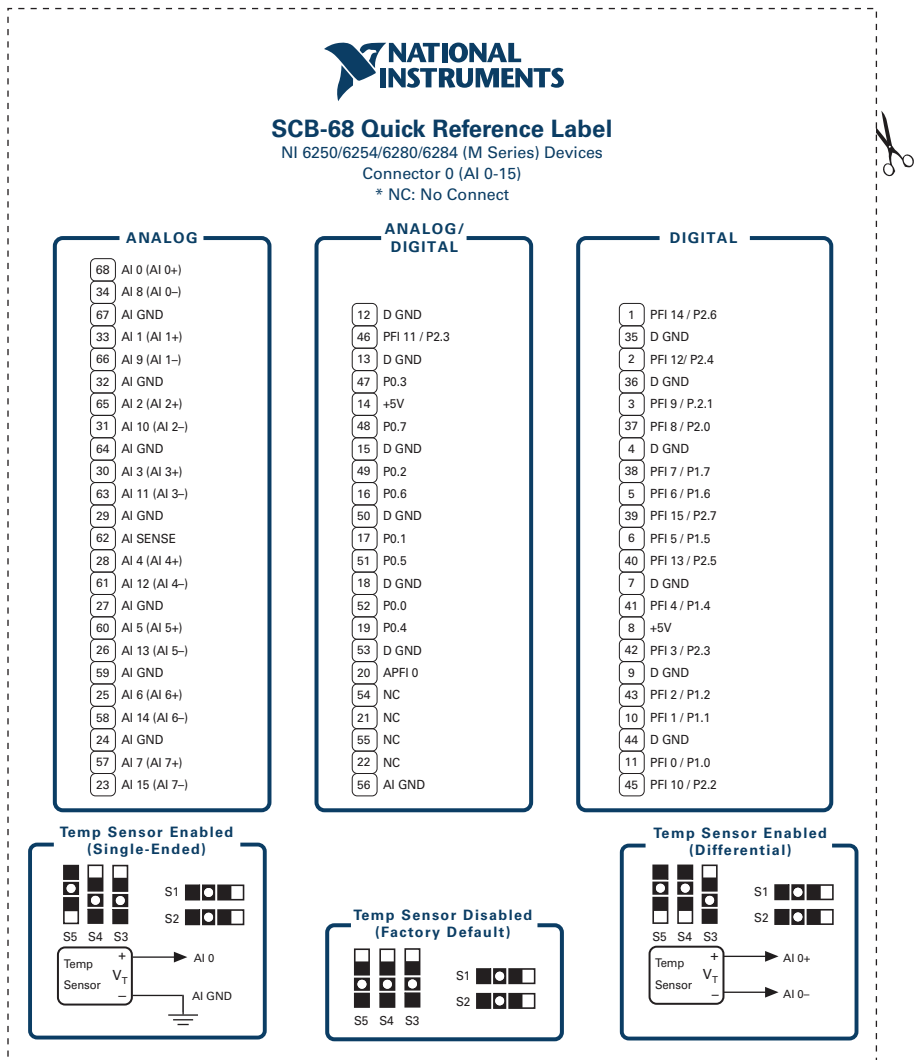 NATIONAL
INSTRUMENTS
SCB-68 Quick Reference Label
NI 6250/6254/6280/6284 (M Series) Devices
Connector 0 (AI 0-15)
* NC: No Connect
ANALOG
68 AI 0 (AI 0+)
34 AI 8 (AI 0–)
67 AI GND
33 AI 1 (AI 1+)
66 AI 9 (AI 1–)
32 AI GND
65 AI 2 (AI 2+)
31 AI 10 (AI 2–)
64 AI GND
30 AI 3 (AI 3+)
63 AI 11 (AI 3–)
29 AI GND
62 AI SENSE
28 AI 4 (AI 4+)
61 AI 12 (AI 4–)
27 AI GND
60 AI 5 (AI 5+)
26 AI 13 (AI 5–)
59 AI GND
25 AI 6 (AI 6+)
58 AI 14 (AI 6–)
24 AI GND
57 AI 7 (AI 7+)
23 AI 15 (AI 7–)
ANALOG/
DIGITAL
12 D GND
46 PFI 11 / P2.3
13 D GND
47 P0.3
14 +5V
48 P0.7
15 D GND
49 P0.2
16 P0.6
50 D GND
17 P0.1
51 P0.5
18 D GND
52 P0.0
19 P0.4
53 D GND
20 APFI 0
54 NC
21 NC
55 NC
22 NC
56 AI GND
DIGITAL
1 PFI 14 / P2.6
35 D GND
2 PFI 12/ P2.4
36 D GND
3 PFI 9 / P.2.1
37 PFI 8 / P2.0
4 D GND
38 PFI 7 / P1.7
5 PFI 6 / P1.6
39 PFI 15 / P2.7
6 PFI 5 / P1.5
40 PFI 13 / P2.5
7 D GND
41 PFI 4 / P1.4
8 +5V
42 PFI 3 / P2.3
9 D GND
43 PFI 2 / P1.2
10 PFI 1 / P1.1
44 D GND
11 PFI 0 / P1.0
45 PFI 10 / P2.2
Temp Sensor Enabled
(Single-Ended)
S1
S2
S5 S4 S3
Temp
Sensor
+
VT
–
AI 0
AI GND
Temp Sensor Disabled
(Factory Default)
S1
S2
S5 S4 S3
Temp Sensor Enabled
(Differential)
S1
S2
S5 S4 S3
Temp
Sensor
+
VT
–
AI 0+
AI 0–